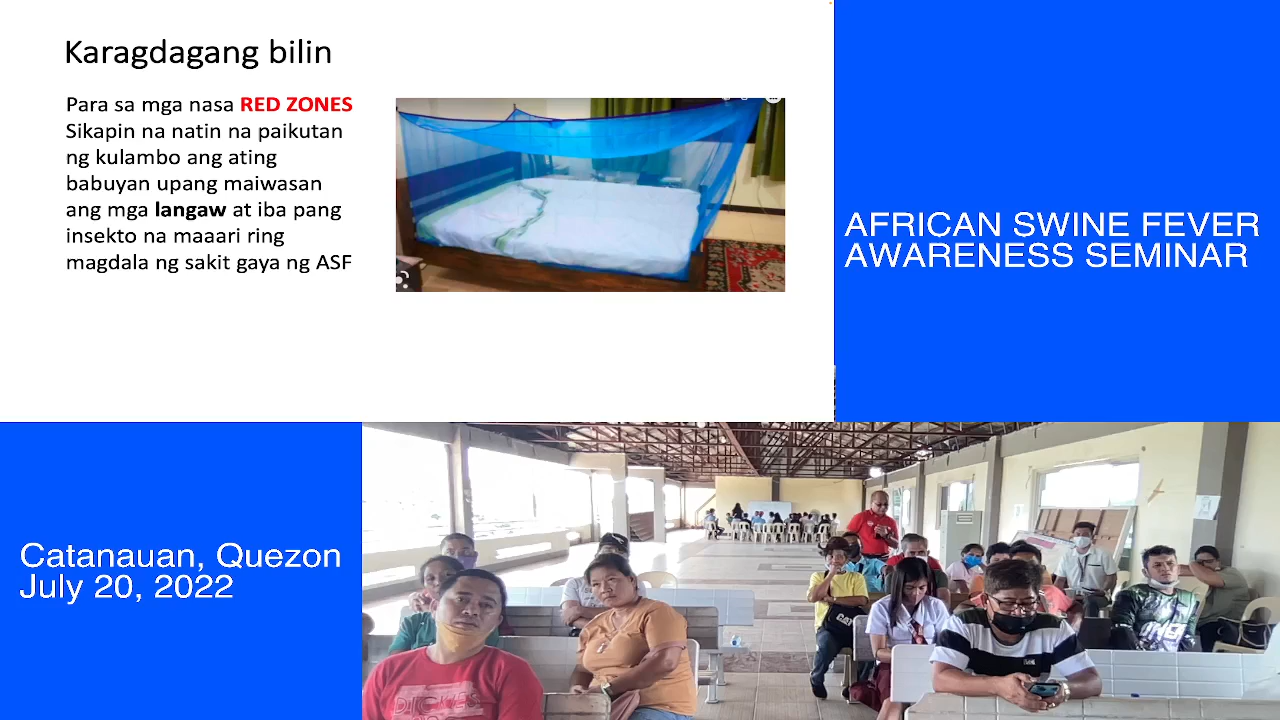 Karagdagang bilin
Para sa mga nasa RED ZONES
Sikapin na natin na paikutan
ng kulambo ang ating
babuyan upang maiwasan
ang mga langaw at iba pang
insekto na maaari ring
magdala ng sakit gaya ng ASF
AFRICAN SWINE FEVER
AWARENESS SEMINAR
Catanauan, Quezon
July 20, 2022
CAT